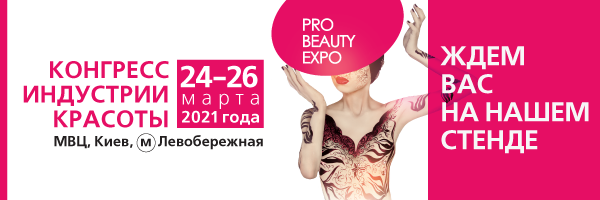 КОНГРЕСС
ИНДУСТРИИ
КРАСОТЫ
24–26
марта
2021 года
МВЦ, Киев, м Левобережная
PRO
BEAUTY
EXPO
ЖДЕМ
ВАС
НА НАШЕМ
СТЕНДЕ